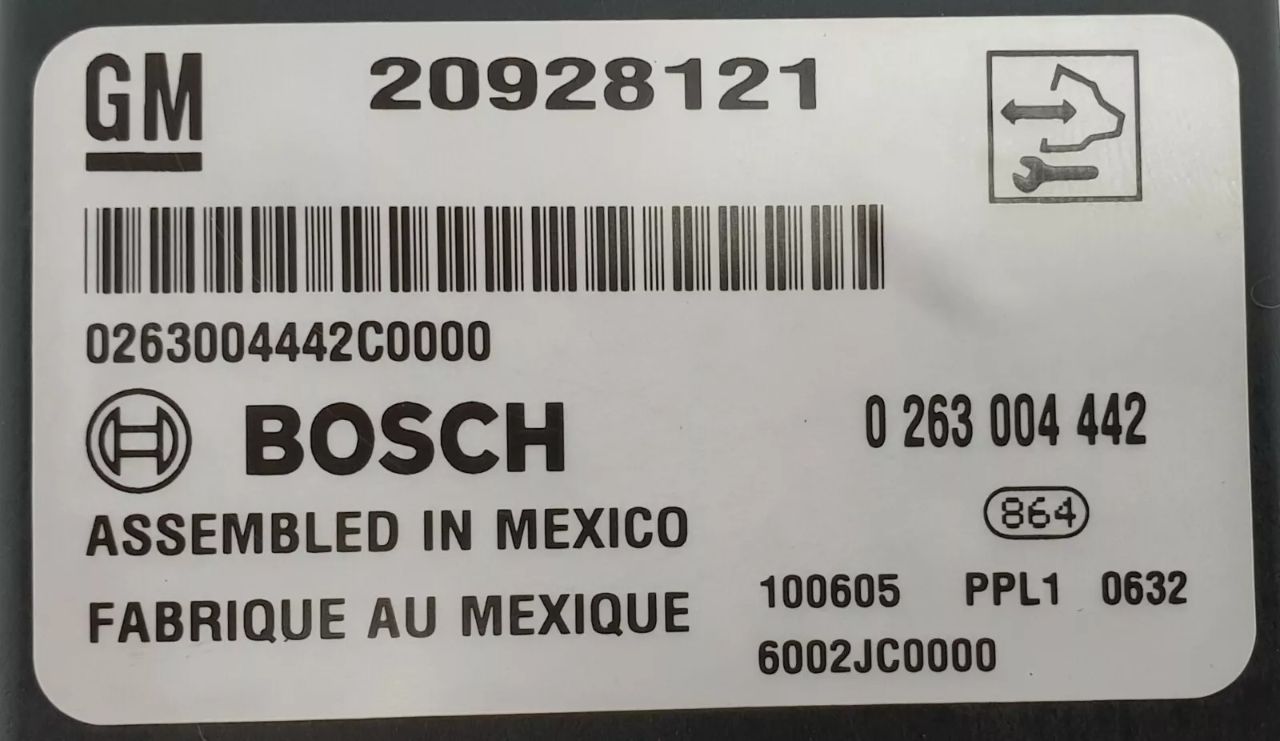 GM 20928121
0263004442C0000
BOSCH 0 263 004 442
864
ASSEMBLED IN MEXICO
100605 PPL1 0632
FABRIQUE AU MEXIQUE
6002JC0000